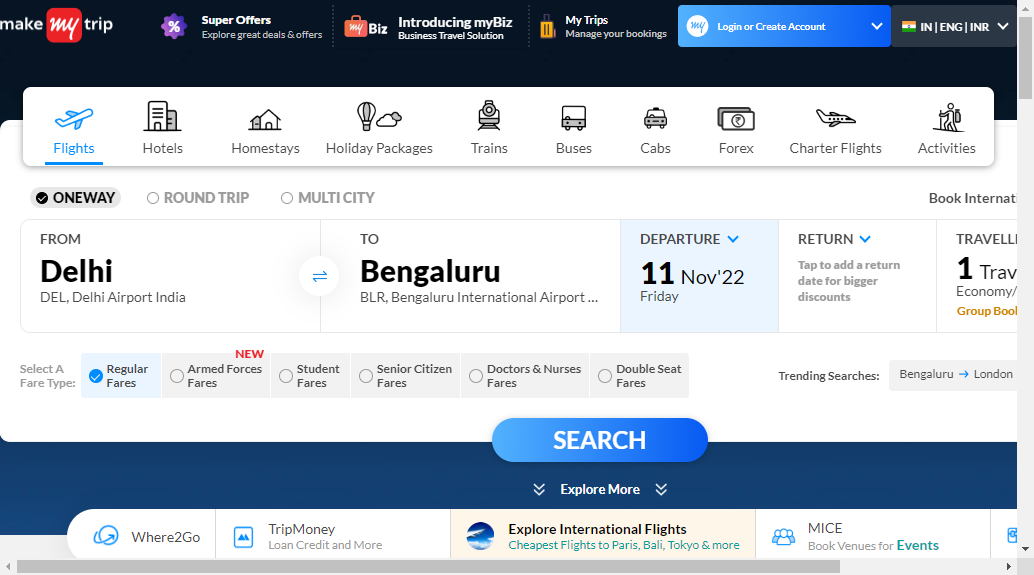 make my trip
Super Offers
Explore great deals & offers
my Biz
Introducing myBiz
Business Travel Solution
My Trips
Manage your bookings
my
Login or Create Account
IN | ENG | INR
Flights
Hotels
Homestays
Holiday Packages
Trains
Buses
Cabs
Forex
Charter Flights
Activities
ONEWAY
ROUND TRIP
MULTI CITY
Book Internati
FROM
Delhi
DEL, Delhi Airport India
TO
Bengaluru
BLR, Bengaluru International Airport ...
DEPARTURE
11 Nov'22
Friday
RETURN
Tap to add a return
date for bigger
discounts
TRAVELL
1 Trav
Economy/
Group Book
Select A
Fare Type:
Regular
Fares
NEW
Armed Forces
Fares
Student
Fares
Senior Citizen
Fares
Doctors & Nurses
Fares
Double Seat
Fares
Trending Searches:
Bengaluru → London
SEARCH
Explore More
Where2Go
TripMoney
Loan Credit and More
Explore International Flights
Cheapest Flights to Paris, Bali, Tokyo & more
MICE
Book Venues for Events